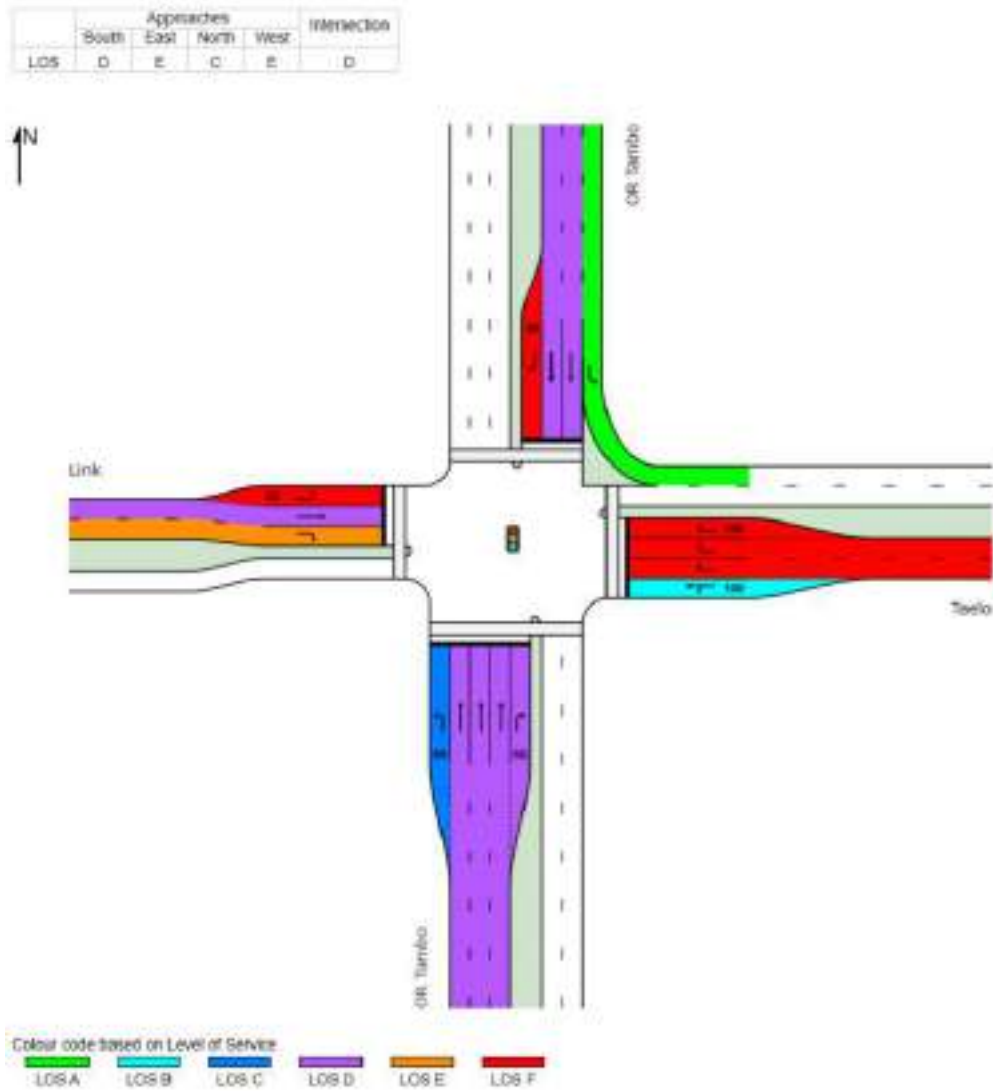 Approaches Intersection
South East North West
LOS D E C E D
N
OR Tambo
Link
Tselo
OR Tambo
Colour code based on Level of Service
LOS A LOS B LOS C LOS D LOS E LOS F